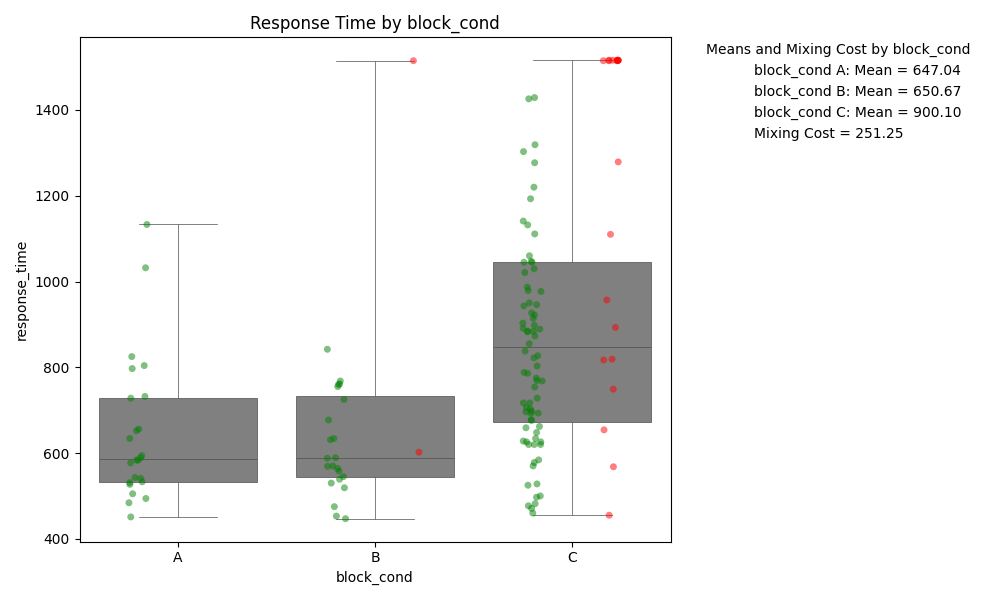 Response Time by block_cond
Means and Mixing Cost by block_cond
block_cond A: Mean = 647.04
block_cond B: Mean = 650.67
block_cond C: Mean = 900.10
Mixing Cost = 251.25
response_time
1400
1200
1000
800
600
400
A
B
C
block_cond